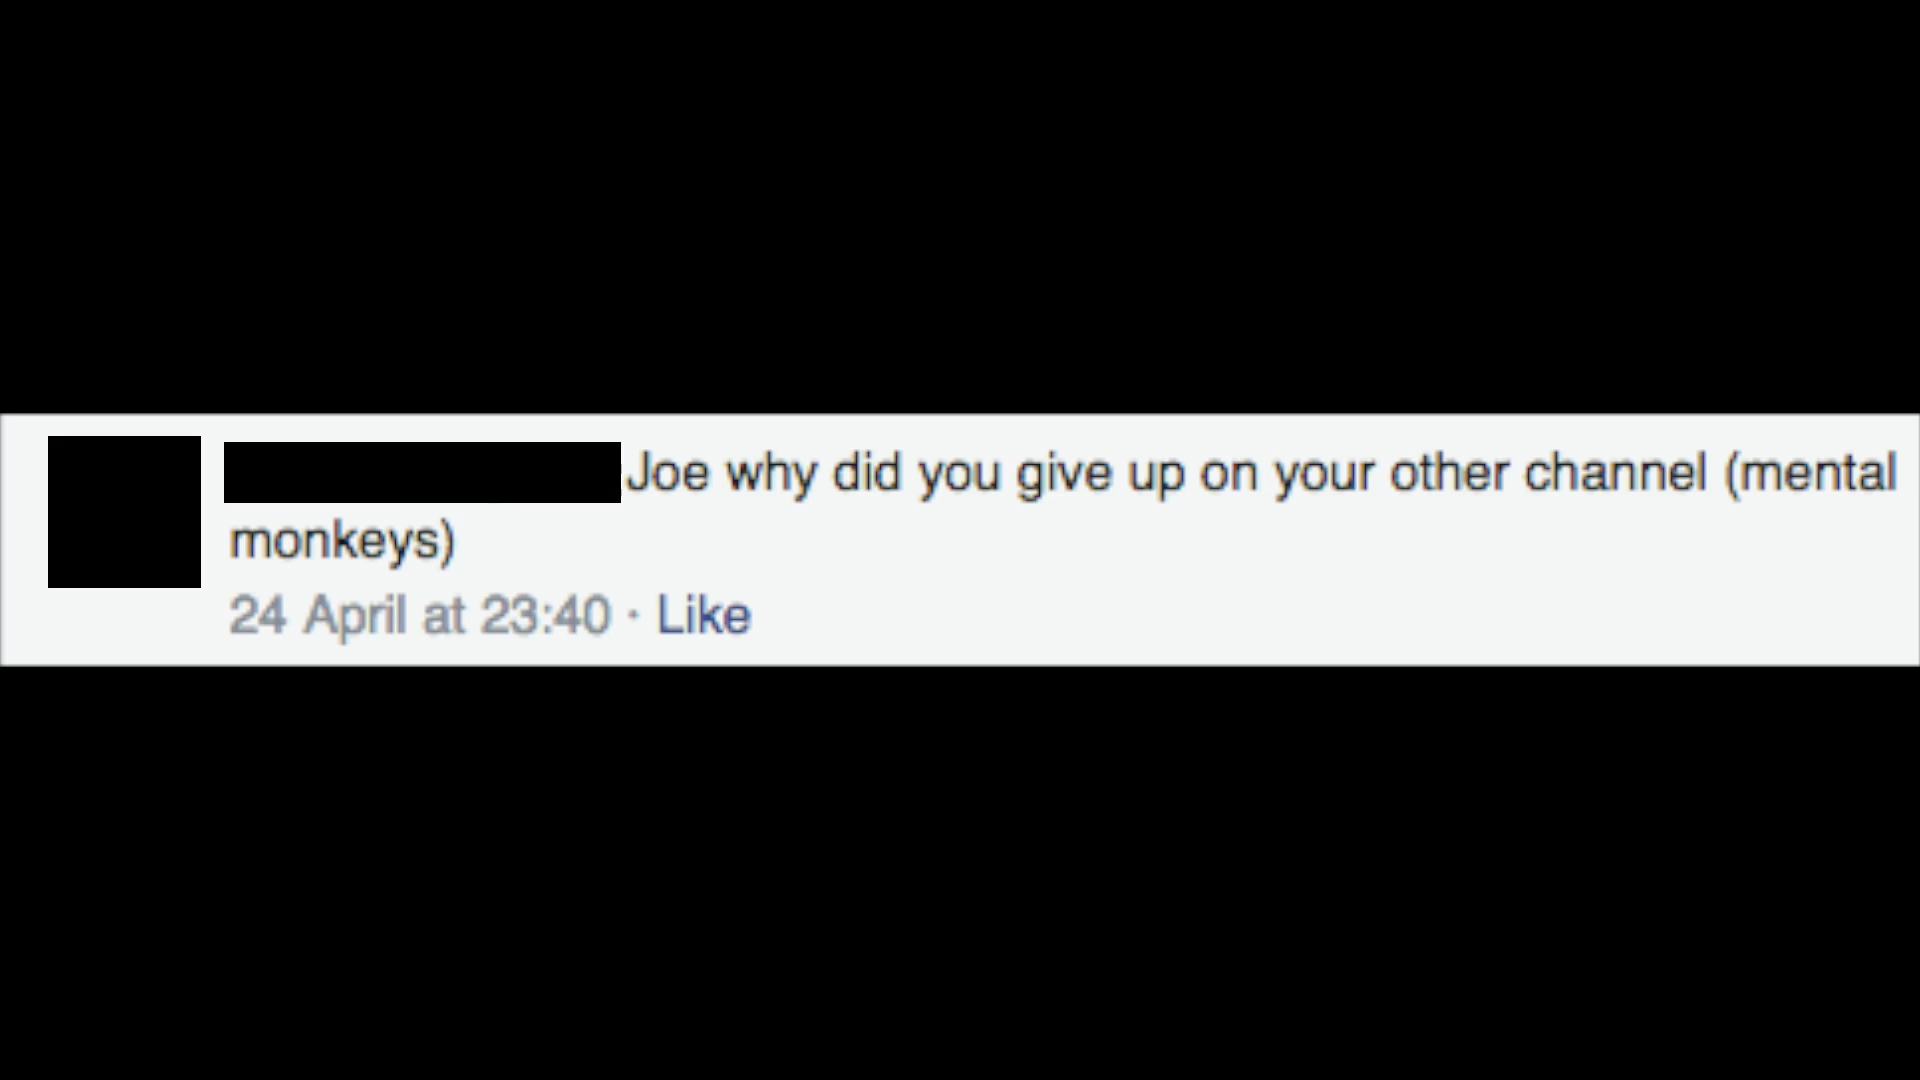 Joe why did you give up on your other channel (mental
monkeys)
24 April at 23:40 · Like